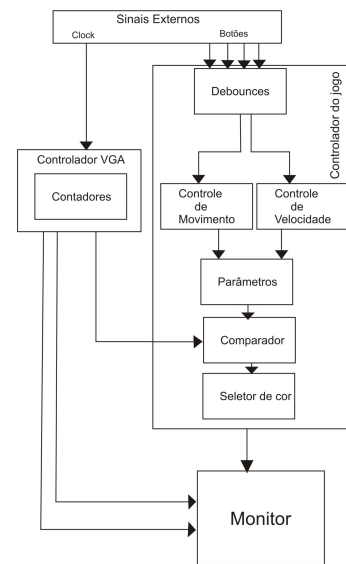 Sinais Externos
Clock
Botões
Debounces
Controlador do jogo
Controlador VGA
Contadores
Controle
de
Movimento
Controle
de
Velocidade
Parâmetros
Comparador
Seletor de cor
Monitor